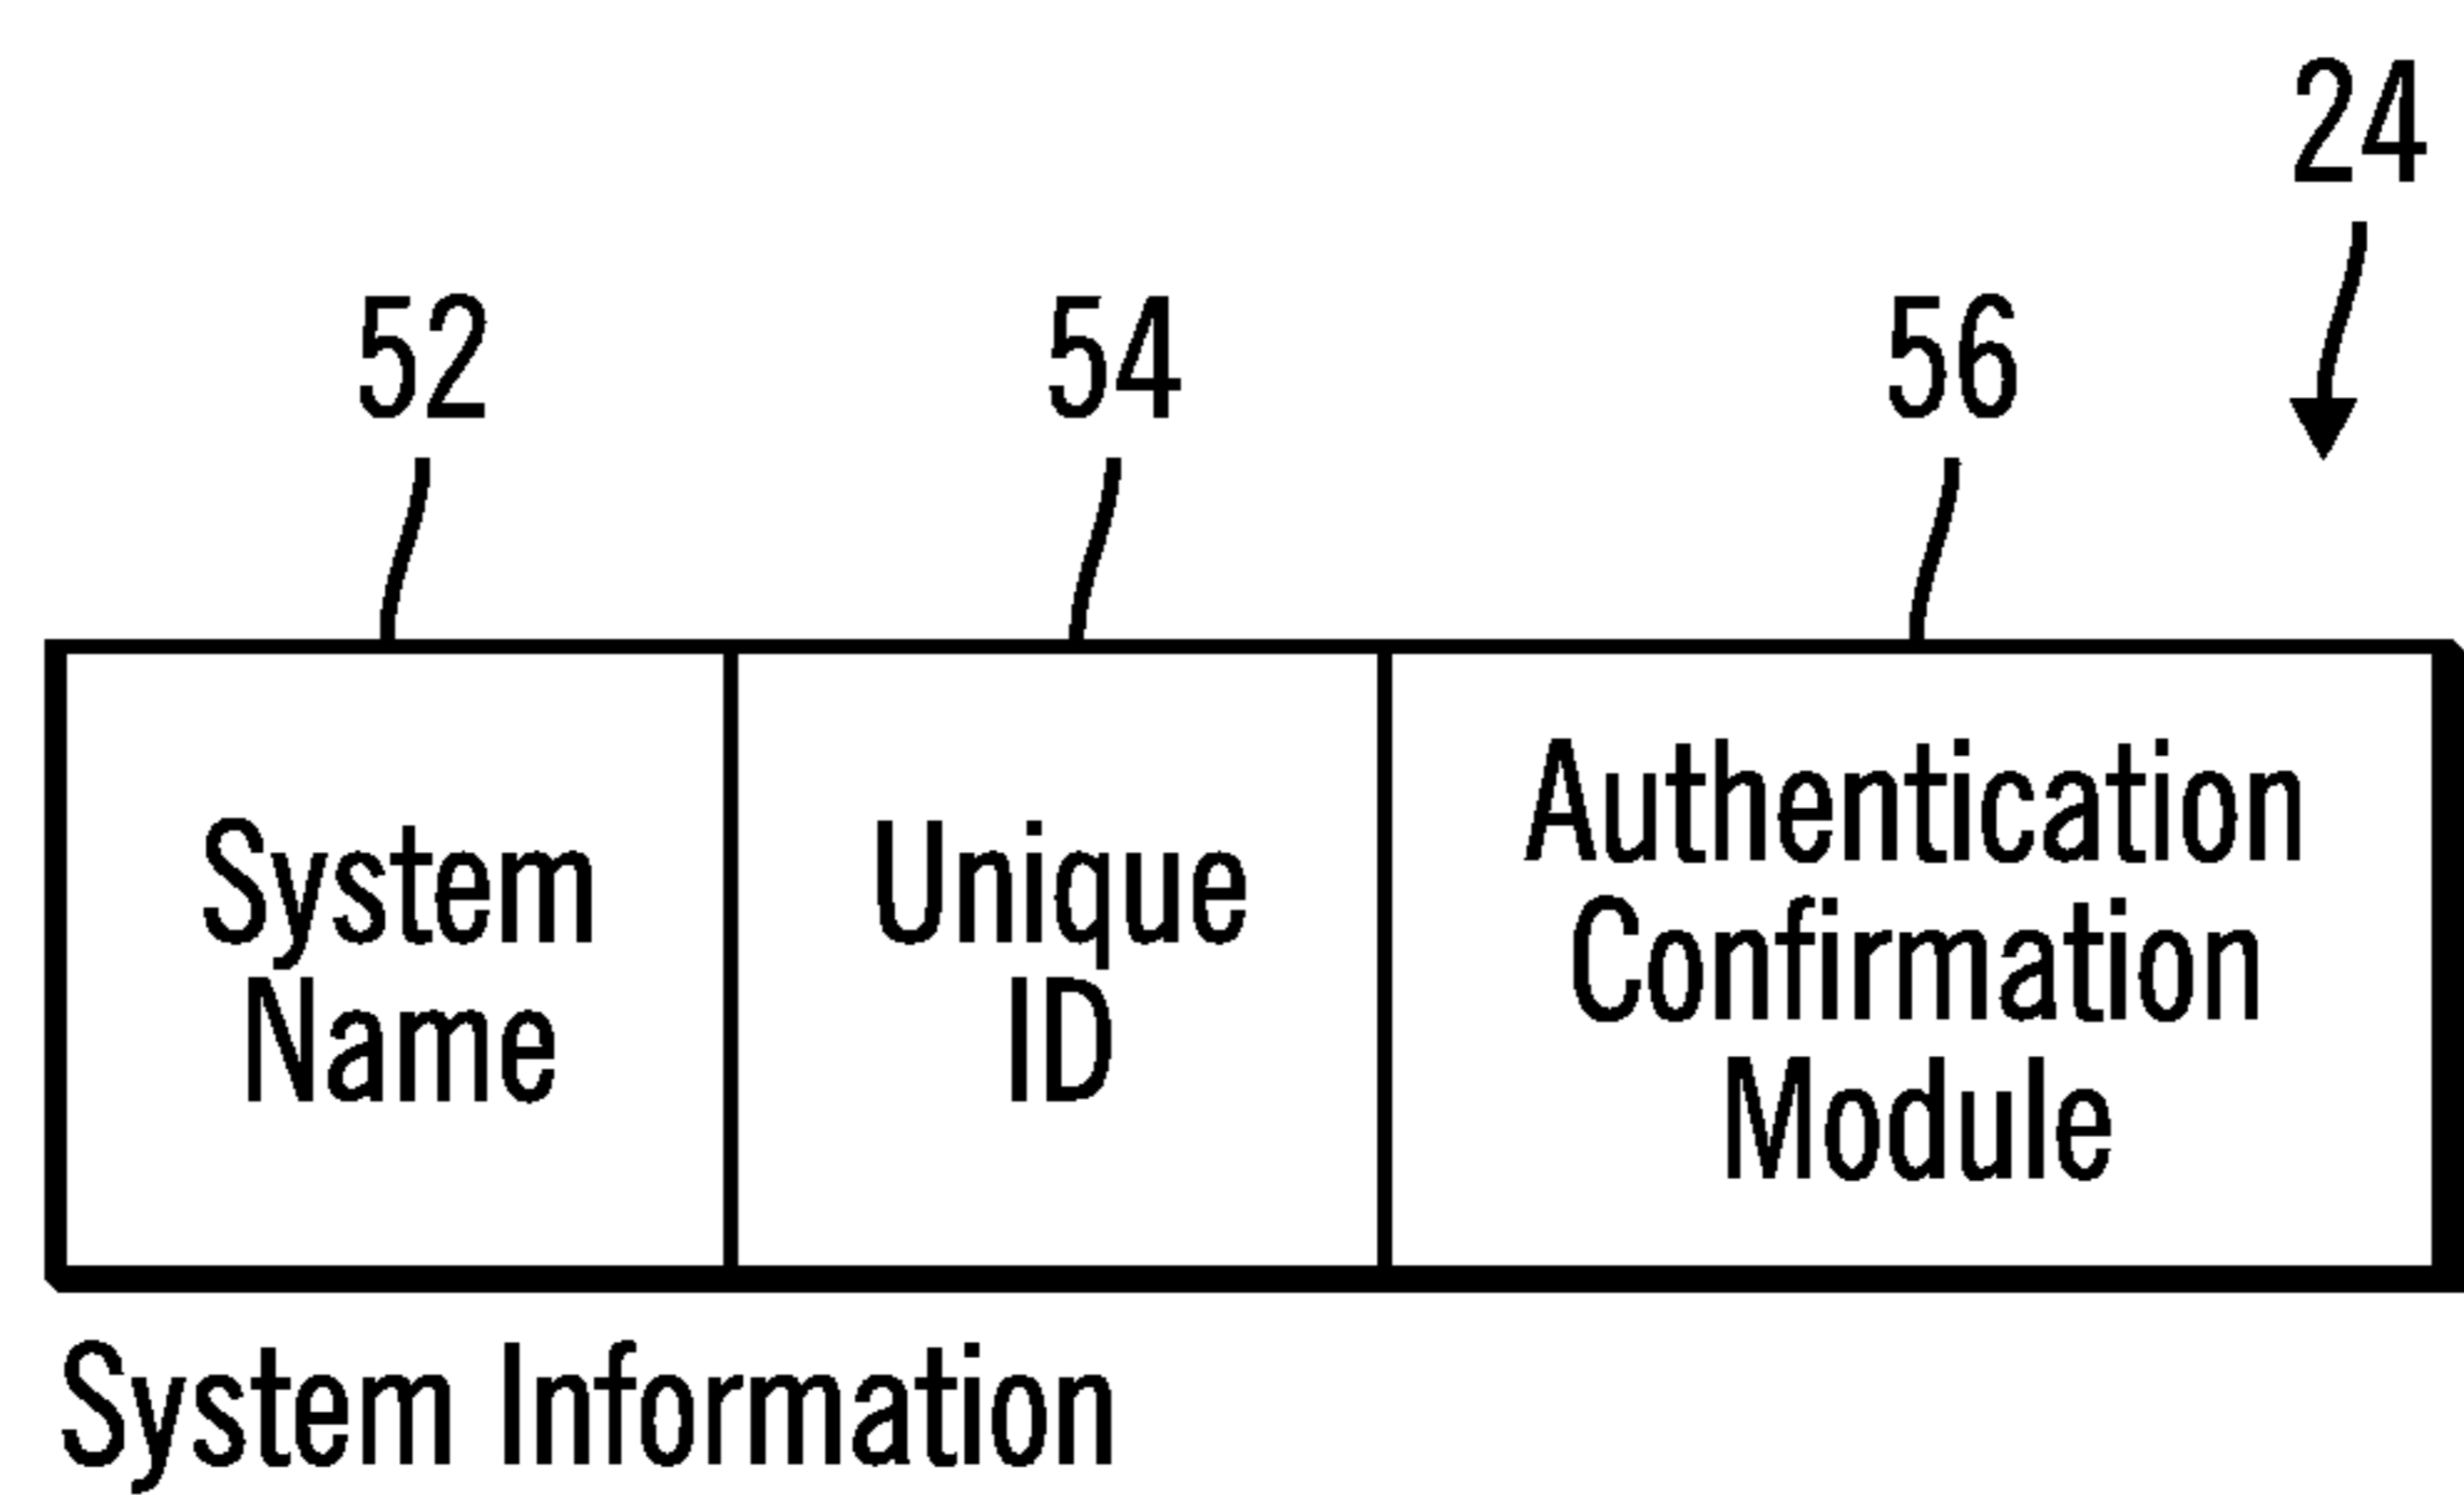 24
52
54
56
System
Name
Unique
ID
Authentication
Confirmation
Module
System Information